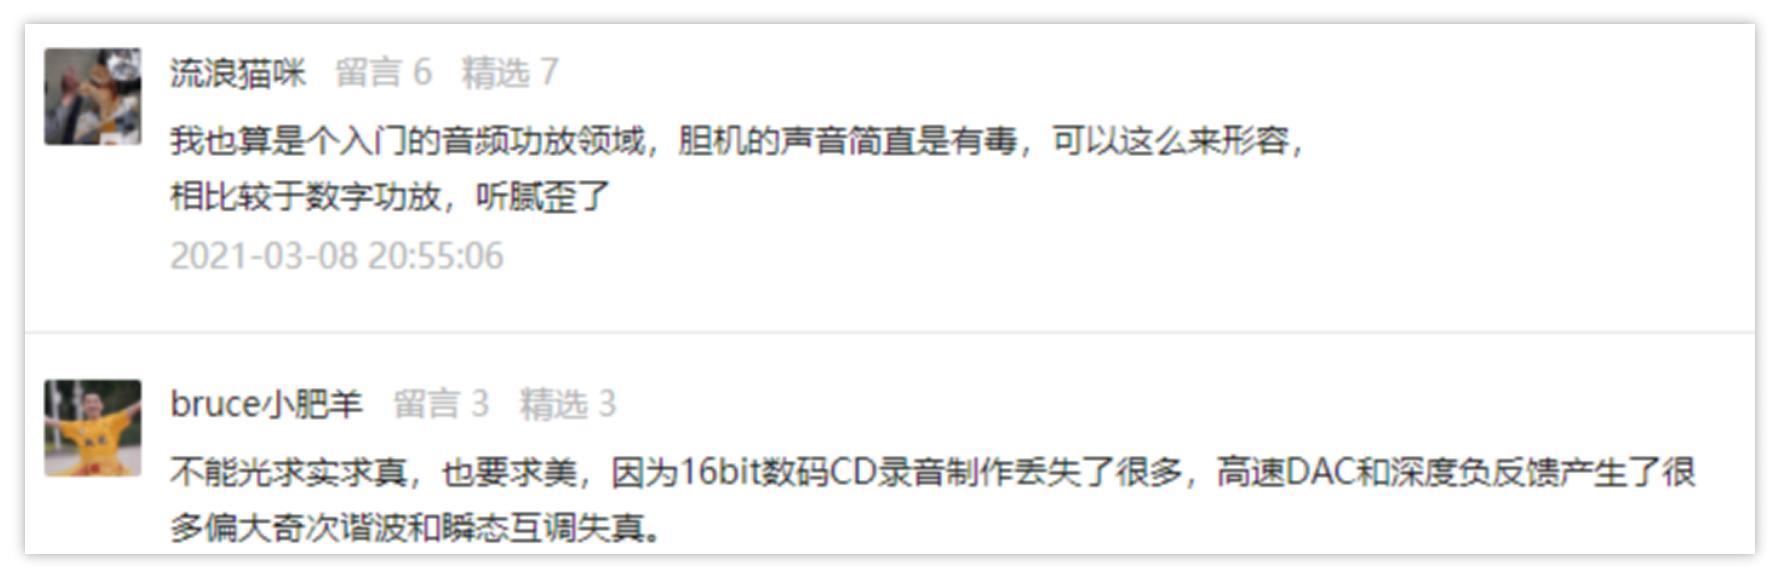 流浪猫咪 留言 6 精选 7
我也算是个入门的音频功放领域，胆机的声音简直是有毒，可以这么来形容，
相比较于数字功放，听腻歪了
2021-03-08 20:55:06
bruce小肥羊 留言 3 精选 3
不能光求实求真，也要求美，因为16bit数码CD录音制作丢失了很多，高速DAC和深度负反馈产生了很
多偏大奇次谐波和瞬态互调失真。